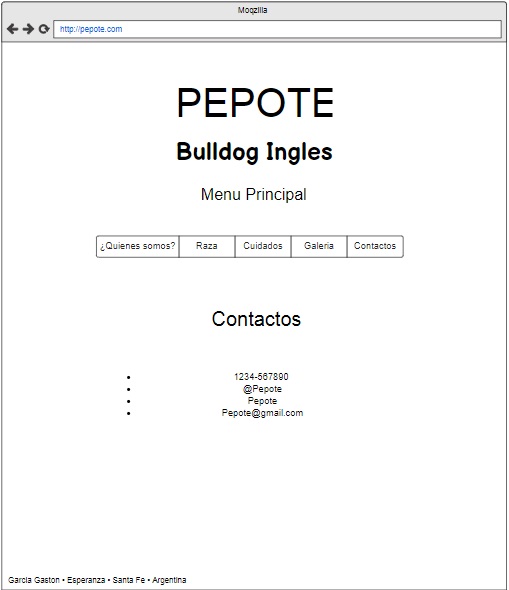 Moqzilla
http://pepote.com
PEPOTE
Bulldog Ingles
Menu Principal
¿Quienes somos? Raza Cuidados Galeria Contactos
Contactos
• 1234-567890
• @Pepote
• Pepote
• Pepote@gmail.com
Garcia Gaston • Esperanza • Santa Fe • Argentina